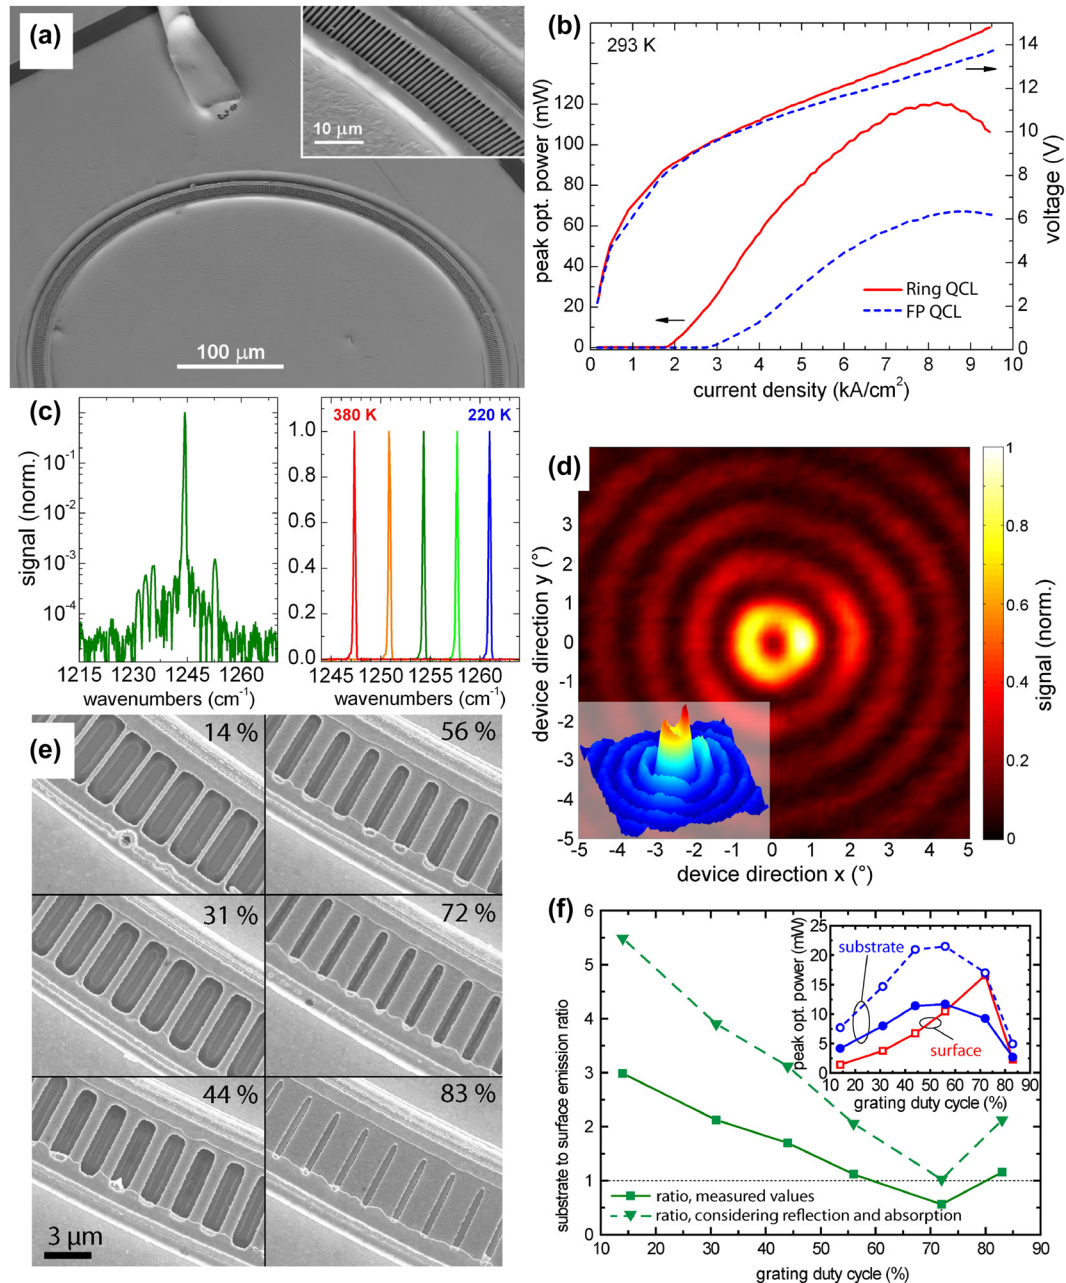 (a)
10 μm
100 μm
(b)
293 K
peak opt. power (mW)
120
100
80
60
40
20
0
14
12
10
8
6
4
2
0
voltage (V)
Ring QCL
FP QCL
0 1 2 3 4 5 6 7 8 9 10
current density (kA/cm²)
(c)
signal (norm.)
10⁻¹
10⁻²
10⁻³
10⁻⁴
1215 1230 1245 1260
wavenumbers (cm⁻¹)
380 K
220 K
1.0
0.8
0.6
0.4
0.2
0.0
1245 1250 1255 1260
wavenumbers (cm⁻¹)
(d)
device direction y (°)
3
2
1
0
-1
-2
-3
-4
-5
-5 -4 -3 -2 -1 0 1 2 3 4 5
device direction x (°)
1
0.8
0.6
0.4
0.2
0
signal (norm.)
(e)
14 %
56 %
31 %
72 %
44 %
83 %
3 μm
(f)
substrate to surface emission ratio
6
5
4
3
2
1
0
10 20 30 40 50 60 70 80 90
grating duty cycle (%)
ratio, measured values
ratio, considering reflection and absorption
peak opt. power (mW)
25
20
15
10
5
0
substrate
surface
20 30 40 50 60 70 80 90
grating duty cycle (%)